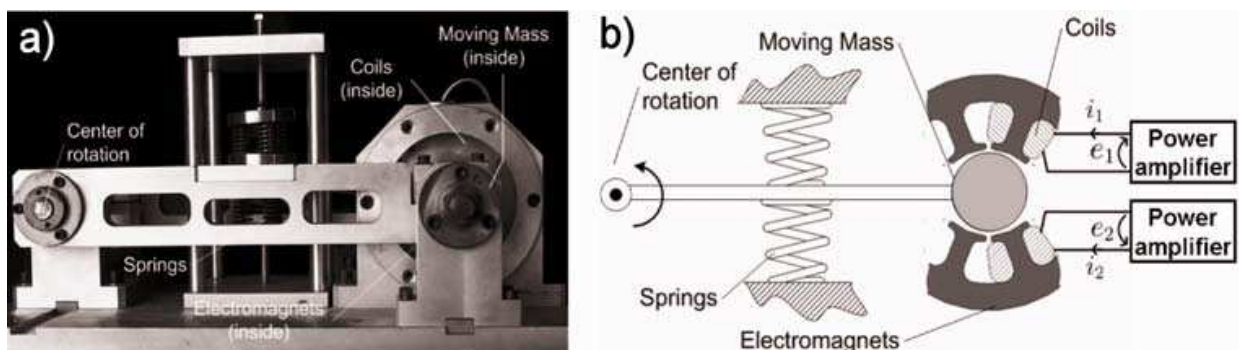 a)
Moving Mass
(inside)
Coils
(inside)
Center of
rotation
Springs
Electromagnets
(inside)
b)
Moving Mass
Coils
Center of
rotation
i₁
e₁
Power
amplifier
Power
amplifier
e₂
i₂
Springs
Electromagnets